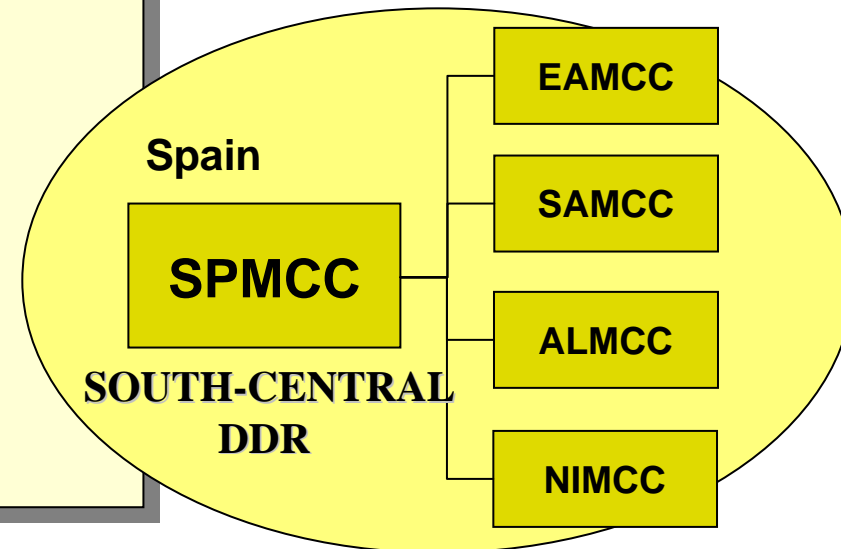 Spain
SPMCC
SOUTH-CENTRAL
DDR
EAMCC
SAMCC
ALMCC
NIMCC